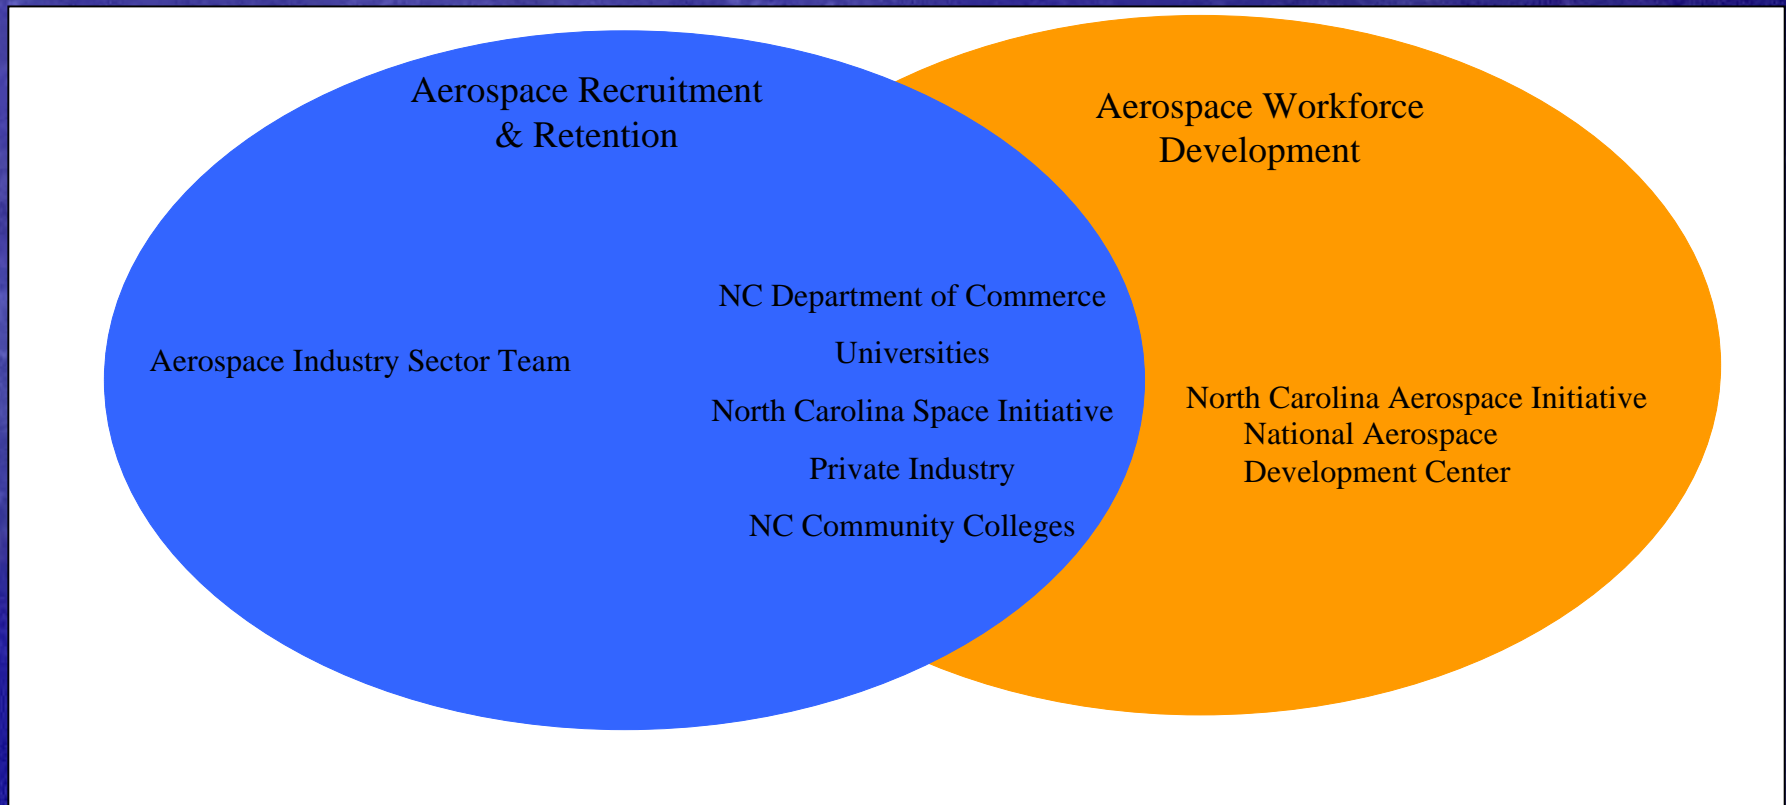 Aerospace Recruitment
& Retention
Aerospace Workforce
Development
Aerospace Industry Sector Team
NC Department of Commerce
Universities
North Carolina Space Initiative
Private Industry
NC Community Colleges
North Carolina Aerospace Initiative
National Aerospace
Development Center